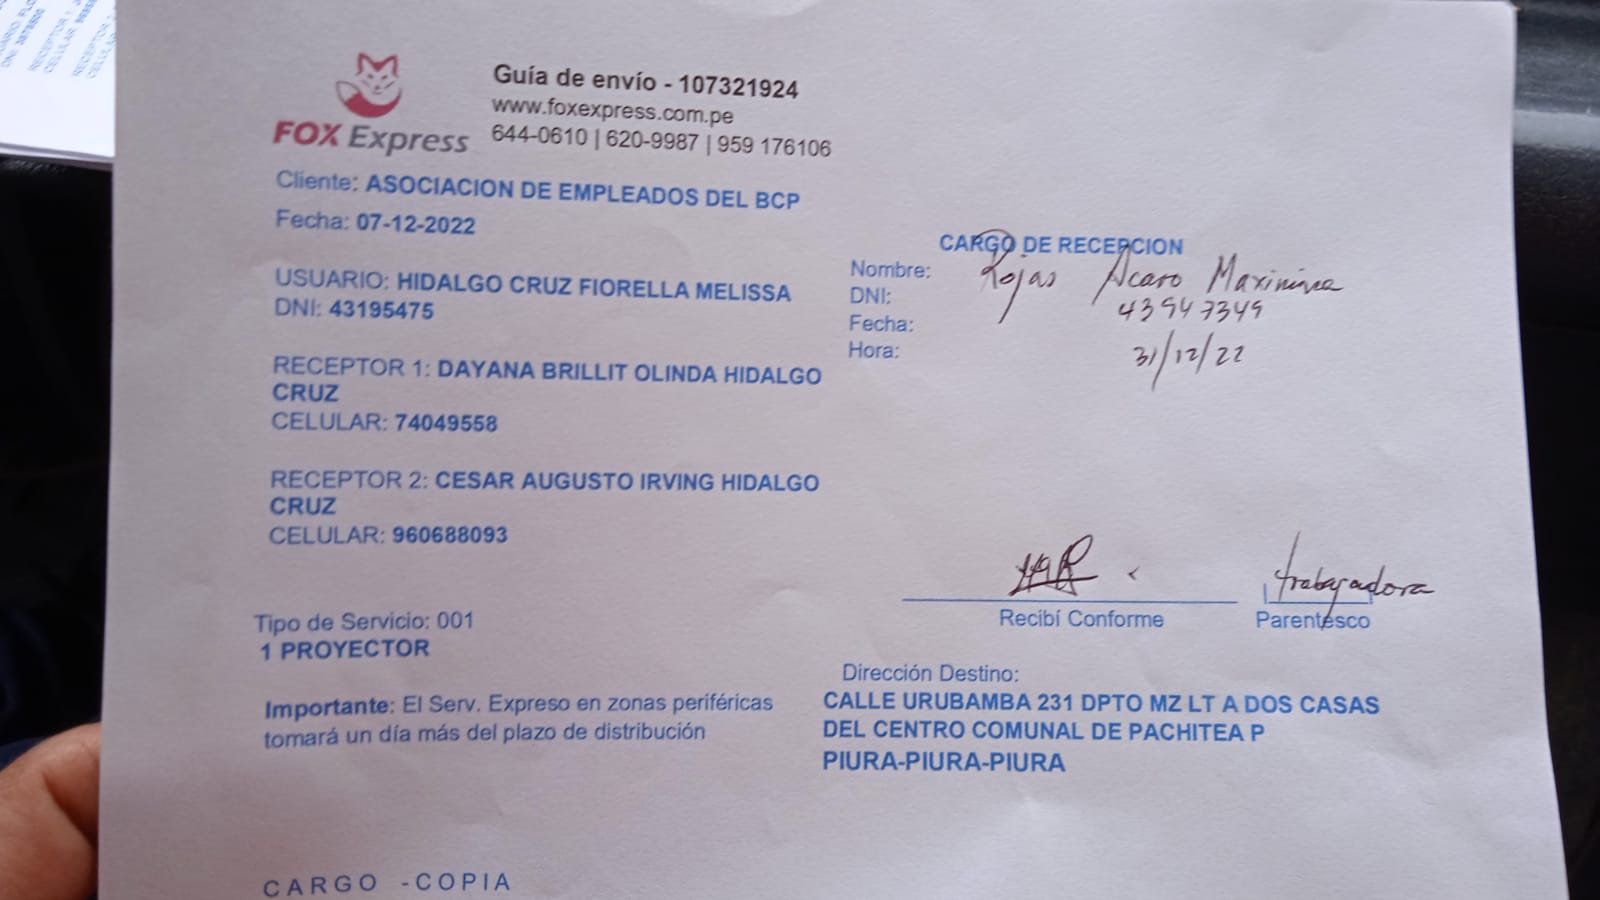 FOX Express
Guía de envío - 107321924
www.foxexpress.com.pe
644-0610 | 620-9987 | 959 176106
Cliente: ASOCIACION DE EMPLEADOS DEL BCP
Fecha: 07-12-2022
USUARIO: HIDALGO CRUZ FIORELLA MELISSA
DNI: 43195475
RECEPTOR 1: DAYANA BRILLIT OLINDA HIDALGO
CRUZ
CELULAR: 74049558
RECEPTOR 2: CESAR AUGUSTO IRVING HIDALGO
CRUZ
CELULAR: 960688093
Tipo de Servicio: 001
1 PROYECTOR
Importante: El Serv. Expreso en zonas periféricas
tomará un día más del plazo de distribución
CARGO DE RECEPCION
Nombre: Rojas Acaro Maximina
DNI: 43947349
Fecha: 31/12/22
Hora:
trabajadora
Recibí Conforme Parentesco
Dirección Destino:
CALLE URUBAMBA 231 DPTO MZ LT A DOS CASAS
DEL CENTRO COMUNAL DE PACHITEA P
PIURA-PIURA-PIURA
CARGO - COPIA